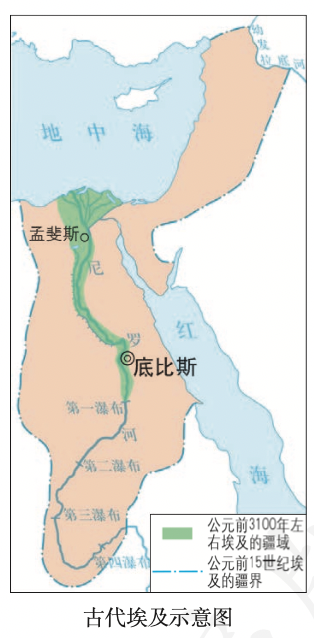 幼发拉底河
地中海
孟斐斯
尼罗河
红海
底比斯
第一瀑布
第二瀑布
第三瀑布
第四瀑布
公元前3100年左
右埃及的疆域
公元前15世纪埃
及的疆界
古代埃及示意图